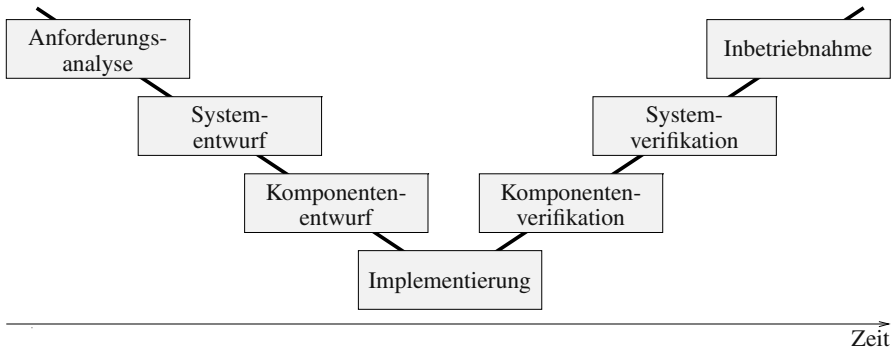 Anforderungs-
analyse
Inbetriebnahme
System-
entwurf
System-
verifikation
Komponenten-
entwurf
Komponenten-
verifikation
Implementierung
Zeit